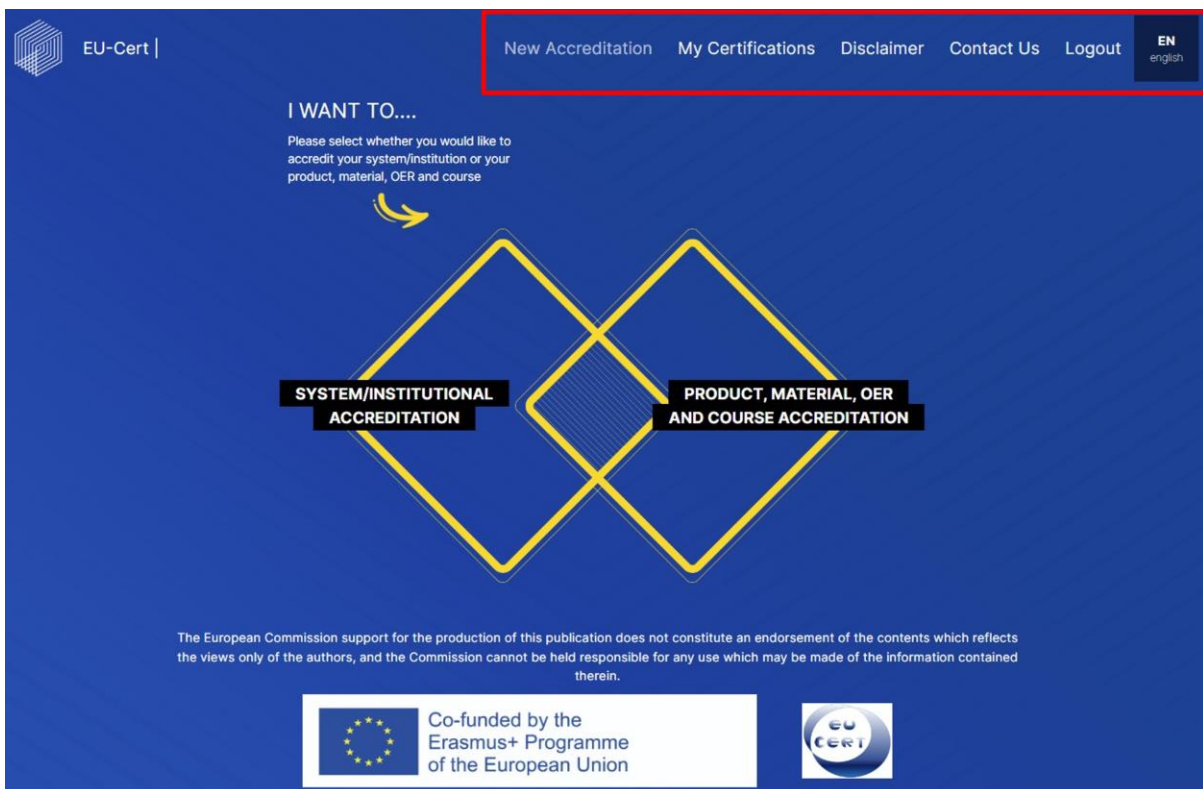 EU-Cert |
New Accreditation
My Certifications
Disclaimer
Contact Us
Logout
EN
english
I WANT TO....
Please select whether you would like to
accredit your system/institution or your
product, material, OER and course
SYSTEM/INSTITUTIONAL
ACCREDITATION
PRODUCT, MATERIAL, OER
AND COURSE ACCREDITATION
The European Commission support for the production of this publication does not constitute an endorsement of the contents which reflects
the views only of the authors, and the Commission cannot be held responsible for any use which may be made of the information contained
therein.
Co-funded by the
Erasmus+ Programme
of the European Union
EU
CERT